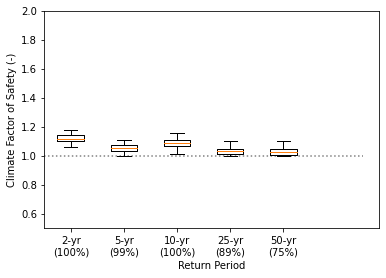 Climate Factor of Safety (-)
2.0
1.8
1.6
1.4
1.2
1.0
0.8
0.6
2-yr 5-yr 10-yr 25-yr 50-yr
(100%) (99%) (100%) (89%) (75%)
Return Period